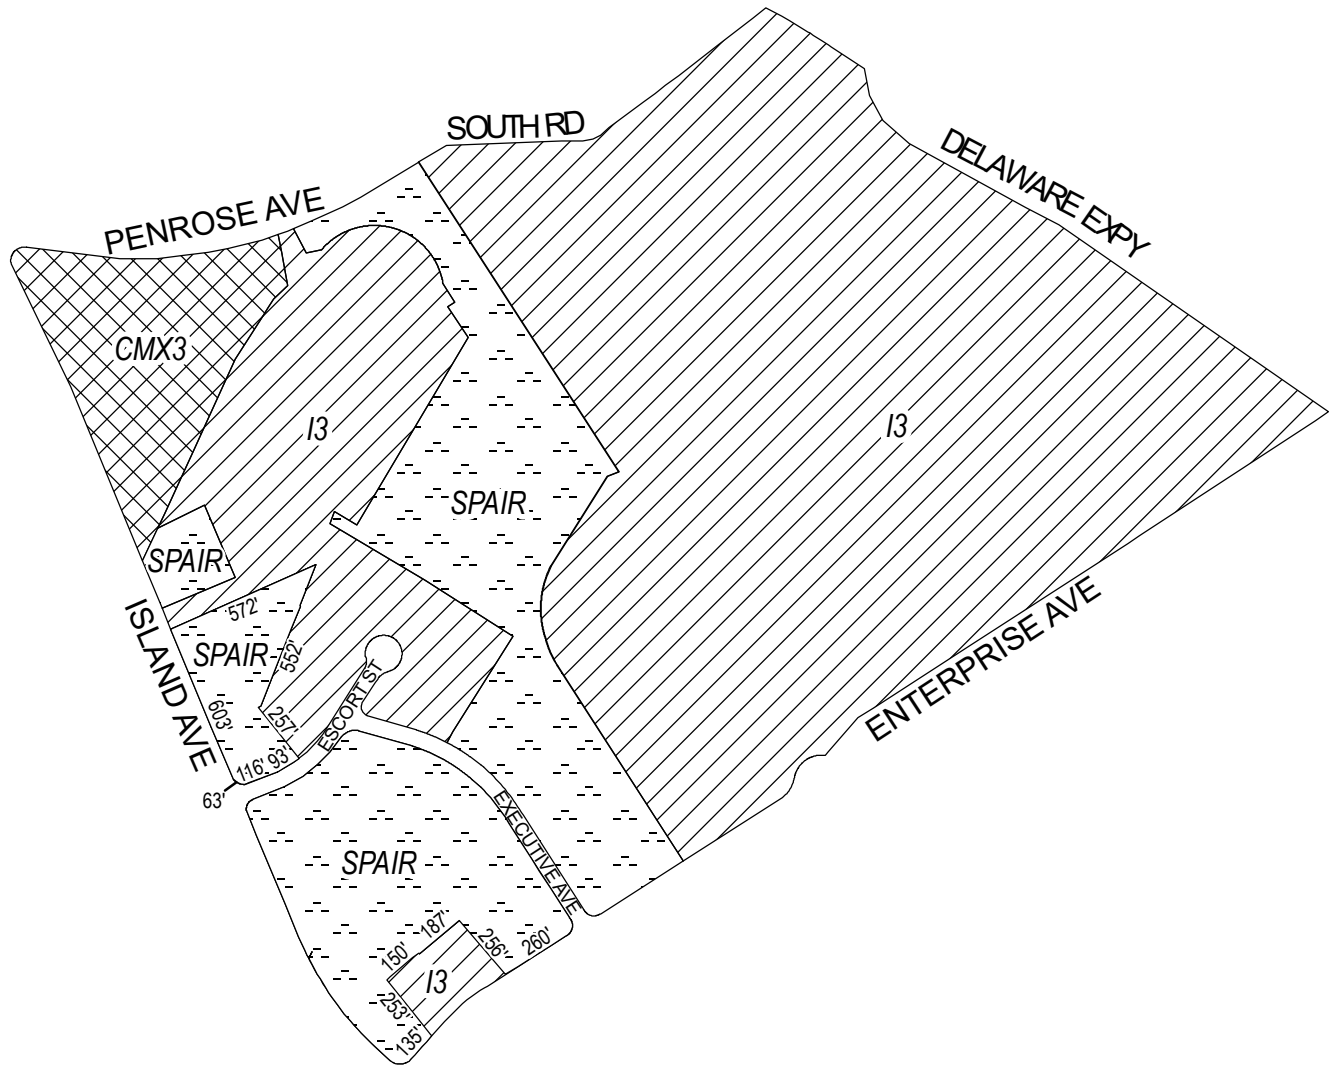 SOUTH RD
DELAWARE EXPY
PENROSE AVE
CMX3
I3
I3
SPAIR
SPAIR
572'
ISLAND AVE
SPAIR
552'
ENTERPRISE AVE
603'
257'
ESCORT ST
116'
93'
63'
EXECUTIVE AVE
SPAIR
187'
150'
256'
260'
I3
253'
135'